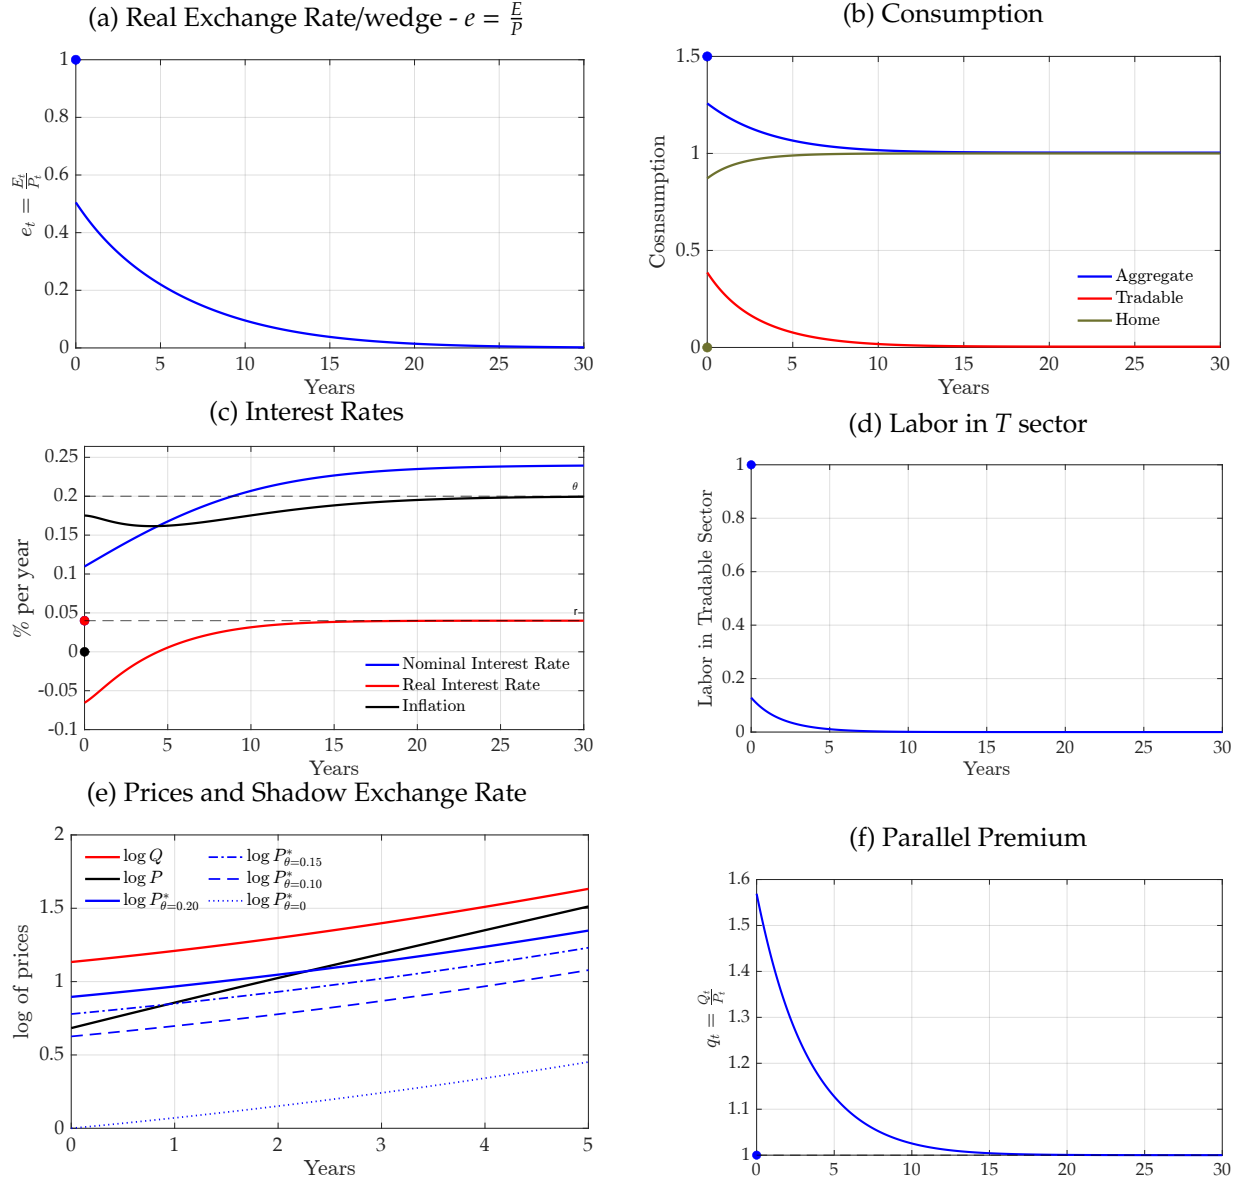 (a) Real Exchange Rate/wedge - e = E/P
1
0.8
0.6
0.4
0.2
0
e_t = E_t/P_t
0 5 10 15 20 25 30
Years
(b) Consumption
1.5
1
0.5
0
Cosnsumption
Aggregate
Tradable
Home
0 5 10 15 20 25 30
Years
(c) Interest Rates
0.25
0.2
0.15
0.1
0.05
0
-0.05
-0.1
% per year
θ
r
Nominal Interest Rate
Real Interest Rate
Inflation
0 5 10 15 20 25 30
Years
(d) Labor in T sector
1
0.8
0.6
0.4
0.2
0
Labor in Tradable Sector
0 5 10 15 20 25 30
Years
(e) Prices and Shadow Exchange Rate
2
1.5
1
0.5
0
log of prices
log Q
log P
log P*_{θ=0.20}
log P*_{θ=0.15}
log P*_{θ=0.10}
log P*_{θ=0}
0 1 2 3 4 5
Years
(f) Parallel Premium
1.6
1.5
1.4
1.3
1.2
1.1
1
q_t = Q_t/P_t
0 5 10 15 20 25 30
Years